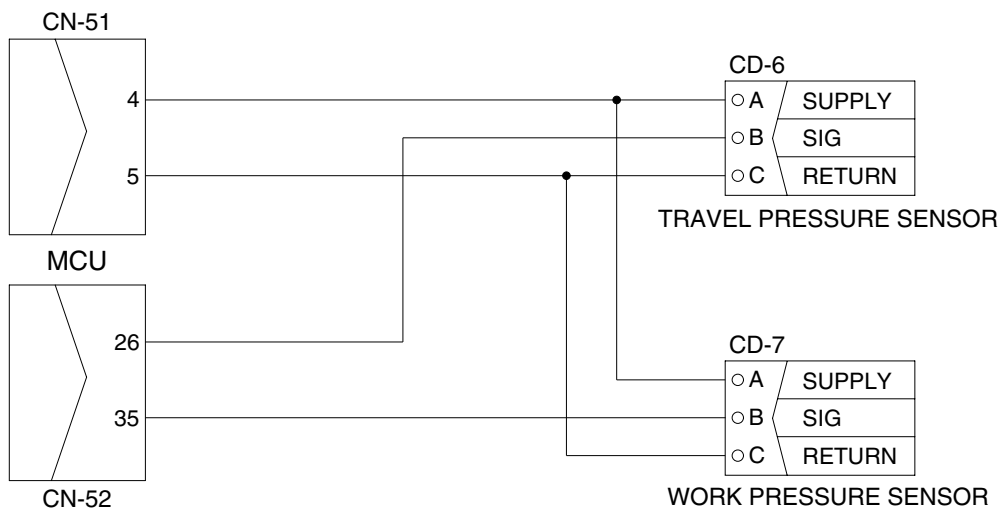 CN-51
4
5
MCU
26
35
CN-52
CD-6
A SUPPLY
B SIG
C RETURN
TRAVEL PRESSURE SENSOR
CD-7
A SUPPLY
B SIG
C RETURN
WORK PRESSURE SENSOR